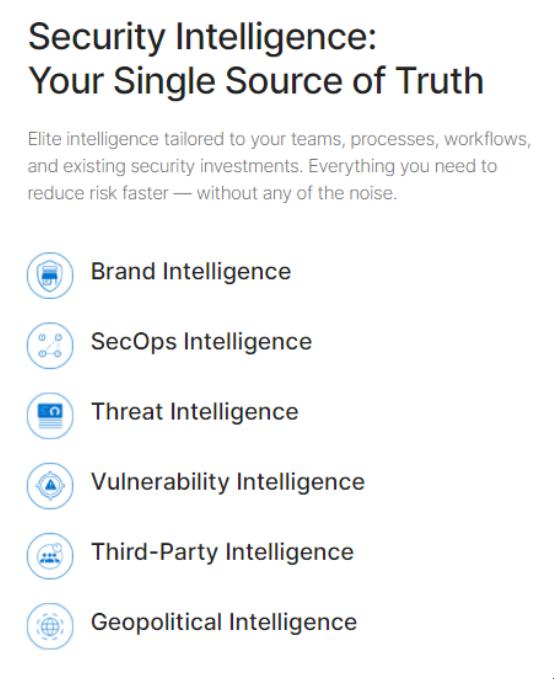 Security Intelligence:
Your Single Source of Truth
Elite intelligence tailored to your teams, processes, workflows,
and existing security investments. Everything you need to
reduce risk faster — without any of the noise.
Brand Intelligence
SecOps Intelligence
Threat Intelligence
Vulnerability Intelligence
Third-Party Intelligence
Geopolitical Intelligence